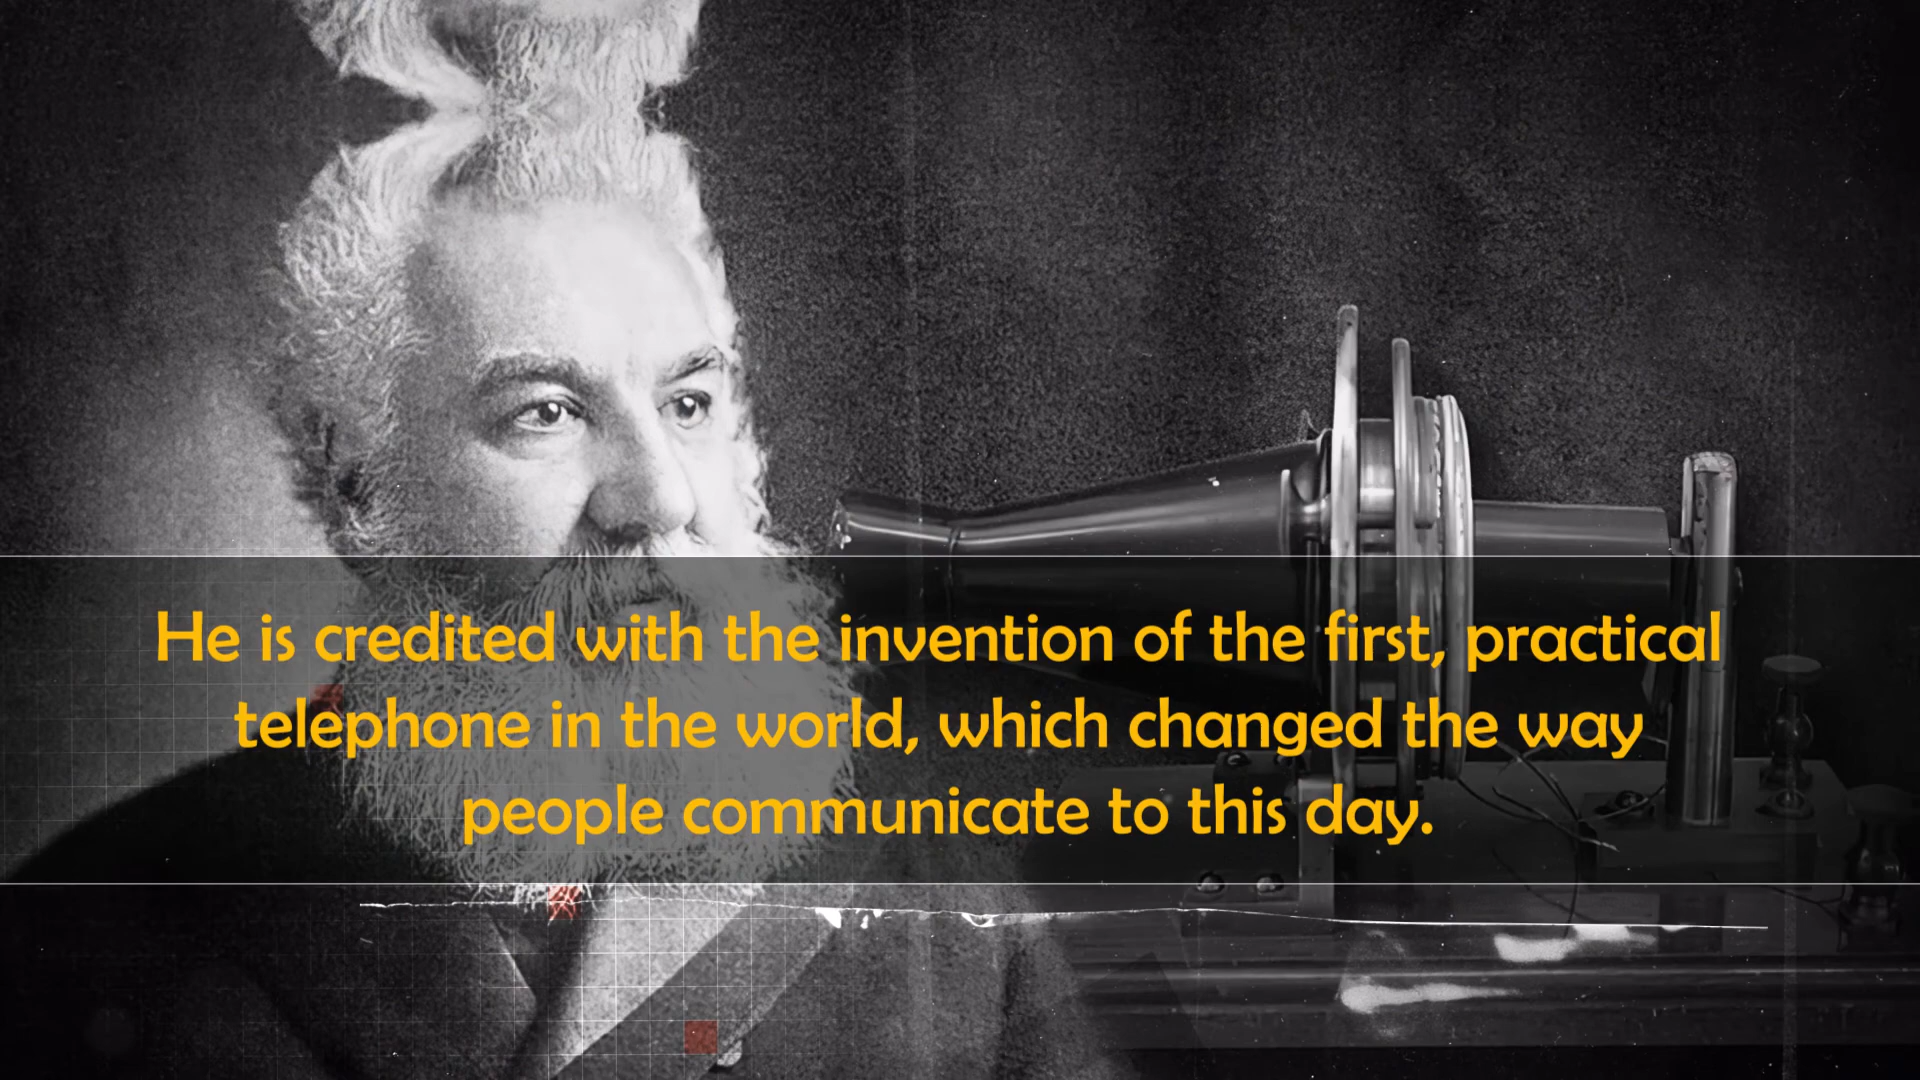 He is credited with the invention of the first, practical
telephone in the world, which changed the way
people communicate to this day.